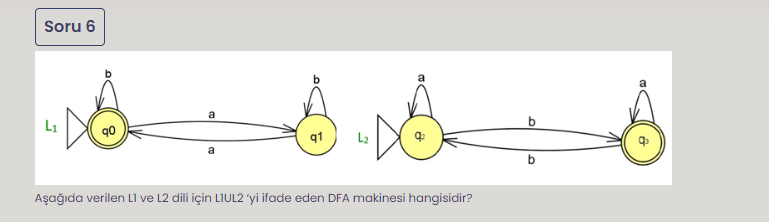 Soru 6
b
b
a
a
L1
q0
a
a
q1
L2
q2
b
b
q3
Aşağıda verilen L1 ve L2 dili için L1UL2 'yi ifade eden DFA makinesi hangisidir?